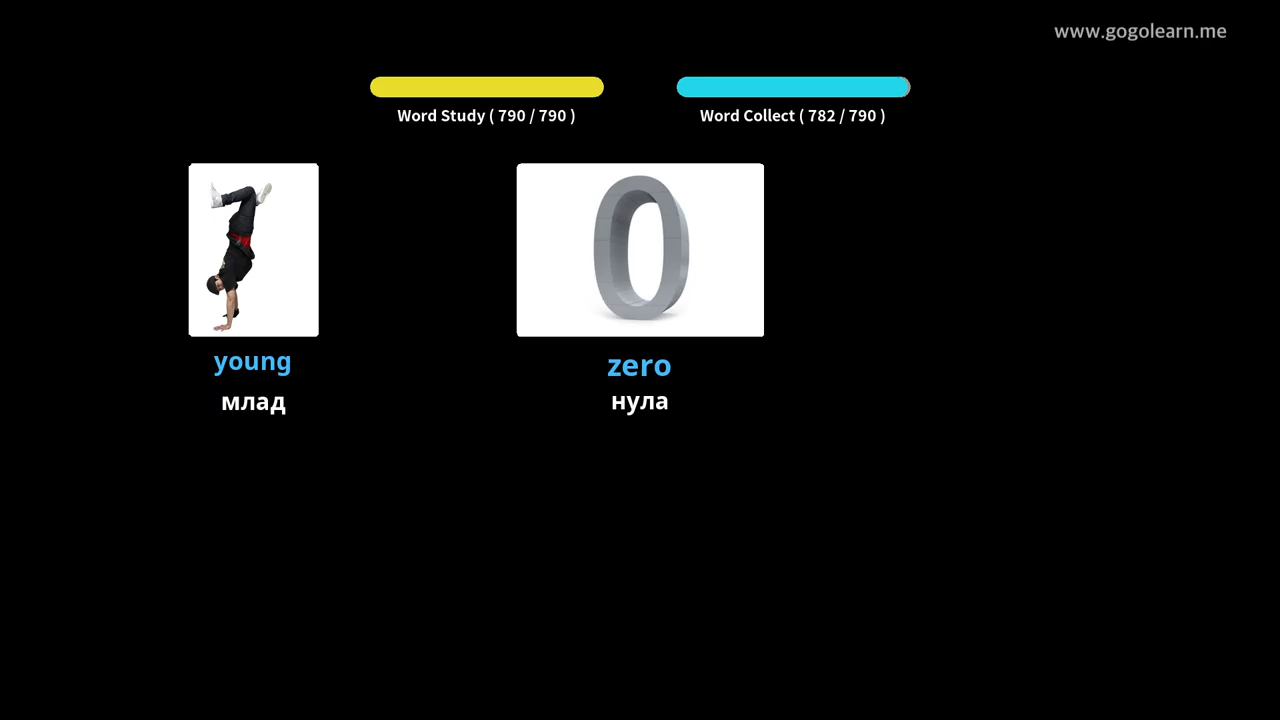 www.gogolearn.me
Word Study ( 790 / 790 )
Word Collect ( 782 / 790 )
young
млад
zero
нула